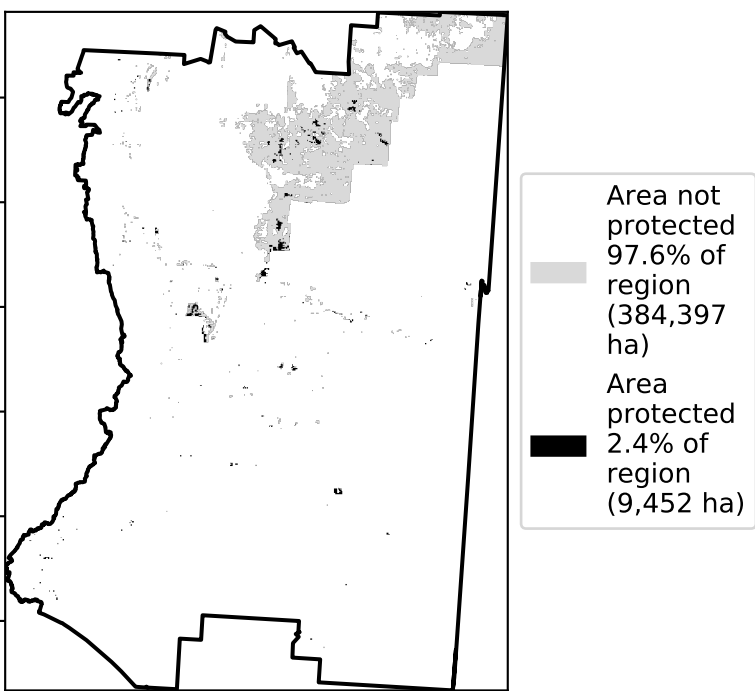 Area not
protected
97.6% of
region
(384,397
ha)
Area
protected
2.4% of
region
(9,452 ha)